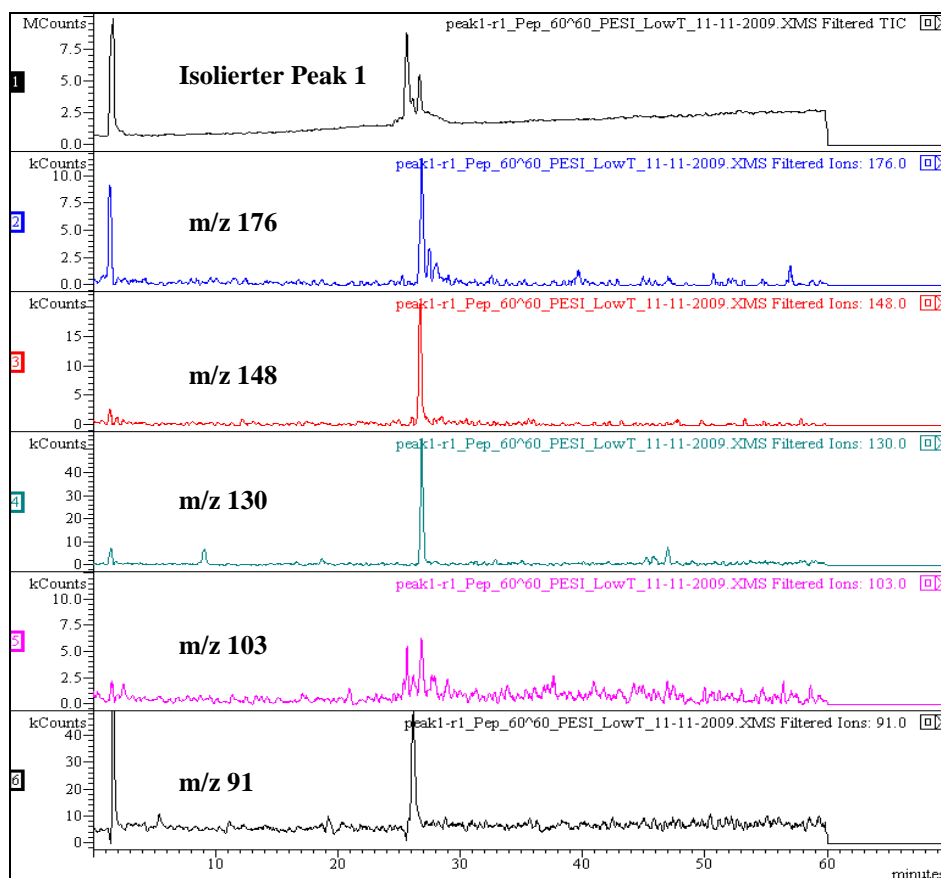 MCounts peak1-r1_Pep_60^60_PESI_LowT_11-11-2009.XMS Filtered TIC
7.5
1 Isolierter Peak 1
5.0
2.5
0.0
kCounts peak1-r1_Pep_60^60_PESI_LowT_11-11-2009.XMS Filtered Ions: 176.0
10.0
7.5
2 m/z 176
5.0
2.5
0.0
kCounts peak1-r1_Pep_60^60_PESI_LowT_11-11-2009.XMS Filtered Ions: 148.0
15
3 m/z 148
10
5
0
kCounts peak1-r1_Pep_60^60_PESI_LowT_11-11-2009.XMS Filtered Ions: 130.0
40
30
4 m/z 130
20
10
0
kCounts peak1-r1_Pep_60^60_PESI_LowT_11-11-2009.XMS Filtered Ions: 103.0
10.0
7.5
5 m/z 103
5.0
2.5
0.0
kCounts peak1-r1_Pep_60^60_PESI_LowT_11-11-2009.XMS Filtered Ions: 91.0
40
30
6 m/z 91
20
10
0
10 20 30 40 50 60
minutes